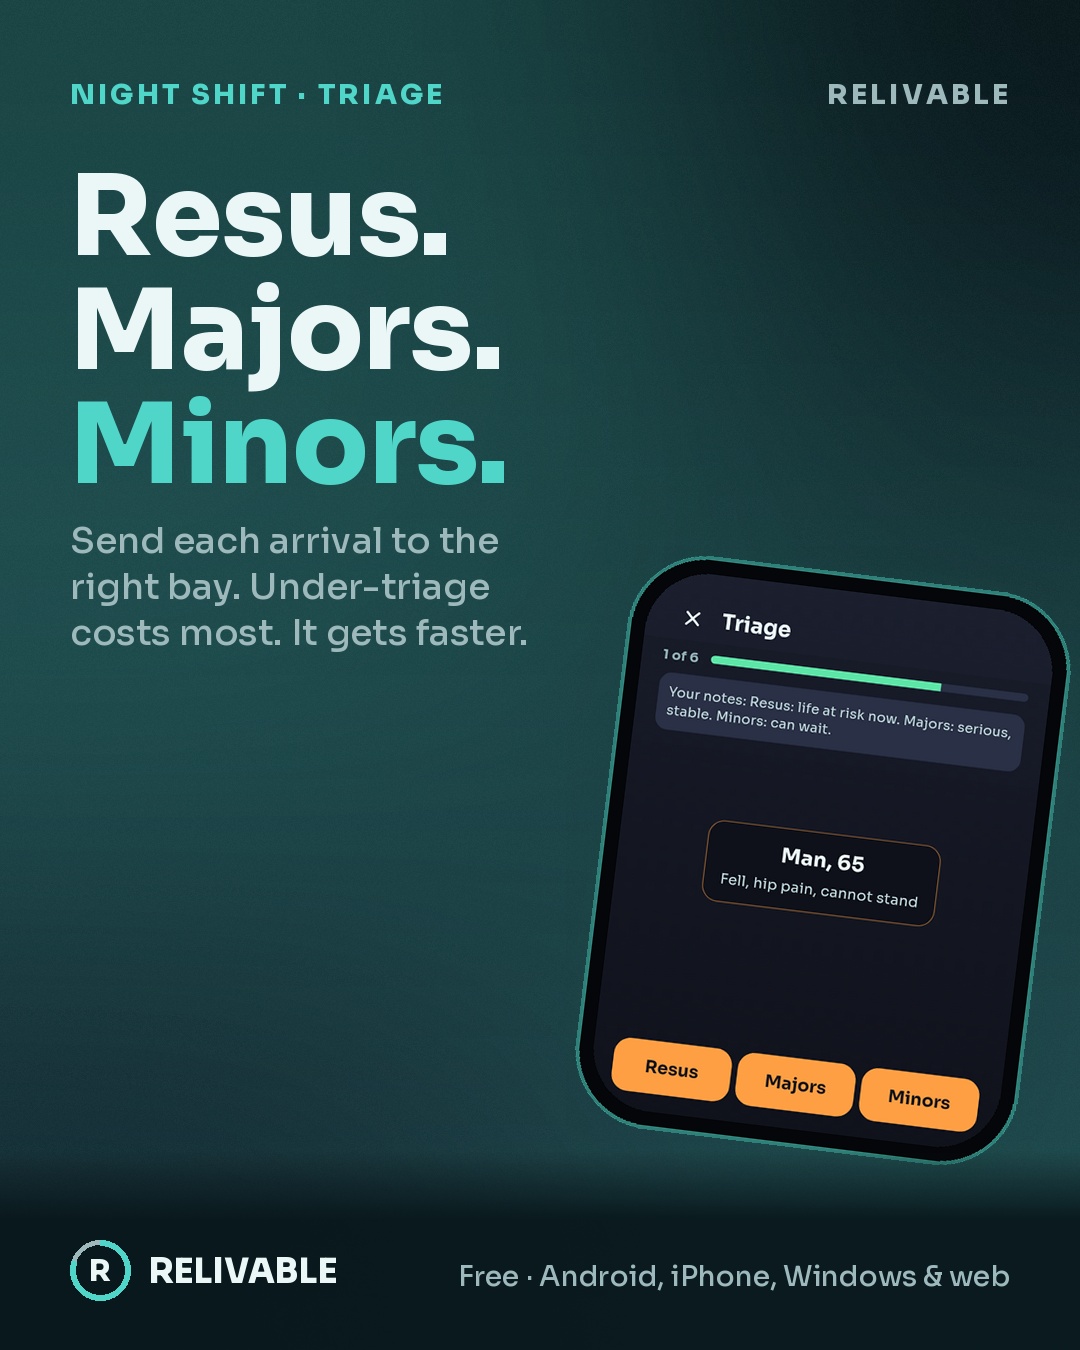 NIGHT SHIFT · TRIAGE
RELIVABLE
Resus.
Majors.
Minors.
Send each arrival to the
right bay. Under-triage
costs most. It gets faster.
Triage
1 of 6
Your notes: Resus: life at risk now. Majors: serious,
stable. Minors: can wait.
Man, 65
Fell, hip pain, cannot stand
Resus
Majors
Minors
R
RELIVABLE
Free · Android, iPhone, Windows & web